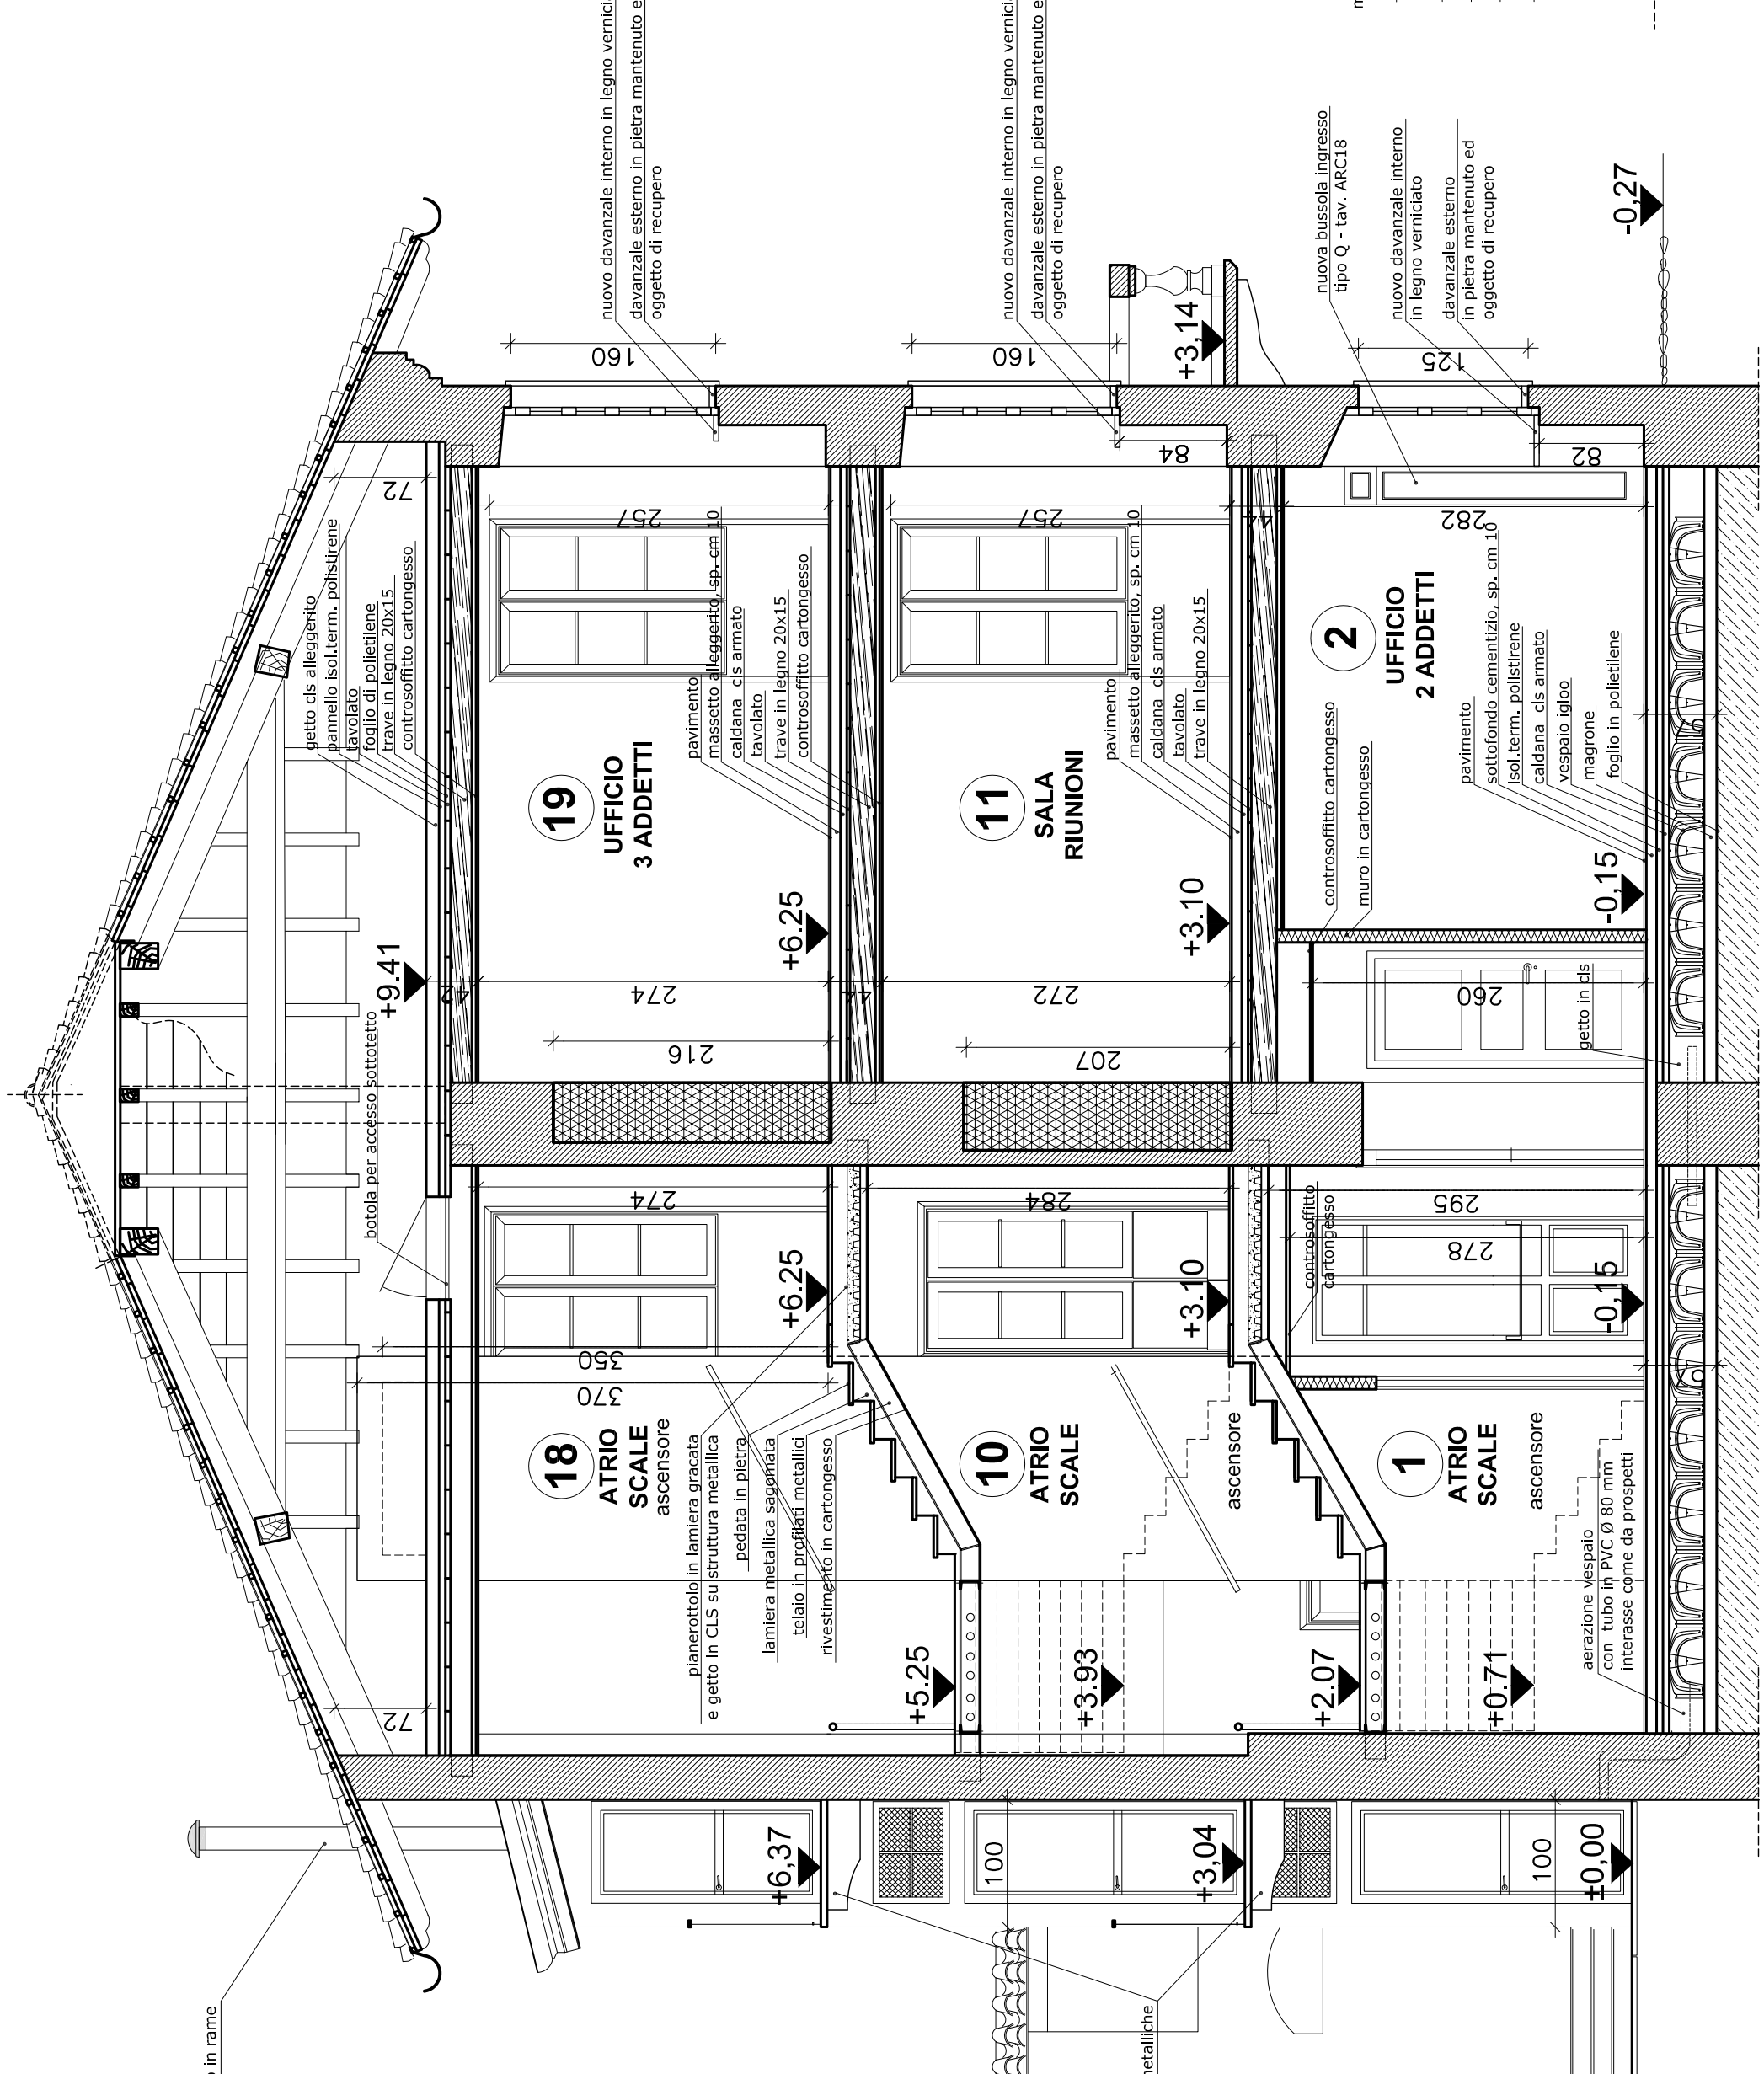 nuovo davanzale interno in legno vernici
davanzale esterno in pietra mantenuto e
oggetto di recupero
nuovo davanzale interno in legno vernici
davanzale esterno in pietra mantenuto e
oggetto di recupero
nuova bussola ingresso
tipo Q - tav. ARC18
nuovo davanzale interno
in legno verniciato
davanzale esterno
in pietra mantenuto ed
oggetto di recupero
-0,27
160
160
+3,14
125
72
84
82
257
257
44
282
getto cls alleggerito
pannello isol.term. polistirene
tavolato
foglio di polietilene
trave in legno 20x15
controsoffitto cartongesso
pavimento
massetto alleggerito, sp. cm 10
caldana cls armato
tavolato
trave in legno 20x15
controsoffitto cartongesso
pavimento
massetto alleggerito, sp. cm 10
caldana cls armato
tavolato
trave in legno 20x15
controsoffitto cartongesso
muro in cartongesso
pavimento
sottofondo cementizio, sp. cm 10
isol.term. polistirene
caldana cls armato
vespaio igloo
magrone
foglio in polietilene
19
UFFICIO
3 ADDETTI
11
SALA
RIUNIONI
2
UFFICIO
2 ADDETTI
+9.41
+6.25
+3.10
-0,15
42
274
44
272
260
216
207
getto in cls
botola per accesso sottotetto
274
284
295
278
controsoffitto
cartongesso
+6.25
+3.10
-0,15
350
370
18
ATRIO
SCALE
ascensore
10
ATRIO
SCALE
ascensore
1
ATRIO
SCALE
ascensore
pianerottolo in lamiera gracata
e getto in CLS su struttura metallica
pedata in pietra
lamiera metallica sagomata
telaio in profilati metallici
rivestimento in cartongesso
aerazione vespaio
con tubo in PVC Ø 80 mm
interasse come da prospetti
72
+5.25
+3.93
+2.07
+0.71
+6,37
100
+3,04
100
±0,00
in rame